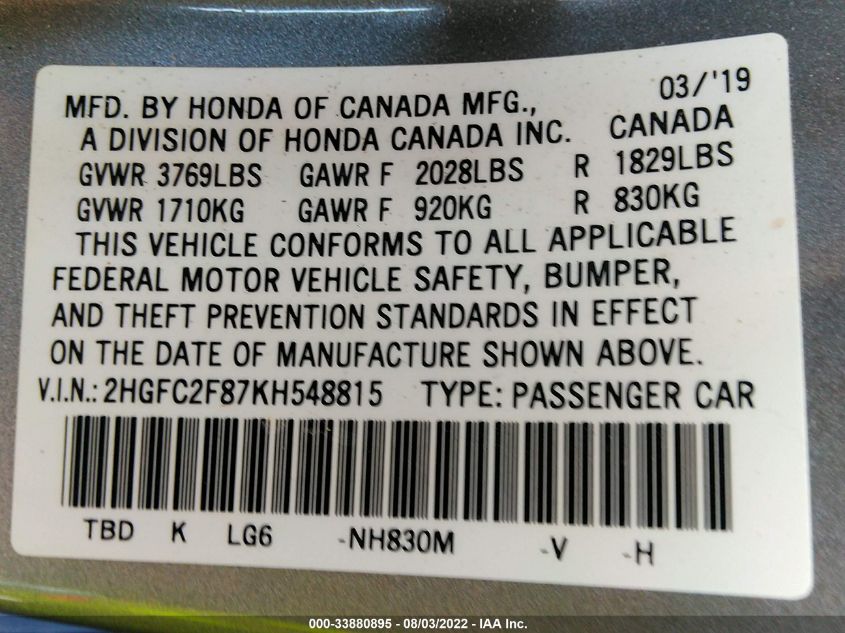 03/'19
MFD. BY HONDA OF CANADA MFG.,
A DIVISION OF HONDA CANADA INC. CANADA
GVWR 3769LBS GAWR F 2028LBS R 1829LBS
GVWR 1710KG GAWR F 920KG R 830KG
THIS VEHICLE CONFORMS TO ALL APPLICABLE
FEDERAL MOTOR VEHICLE SAFETY, BUMPER,
AND THEFT PREVENTION STANDARDS IN EFFECT
ON THE DATE OF MANUFACTURE SHOWN ABOVE.
V.I.N.: 2HGFC2F87KH548815 TYPE: PASSENGER CAR
TBD K LG6 -NH830M -V -H
000-33880895 - 08/03/2022 - IAA Inc.